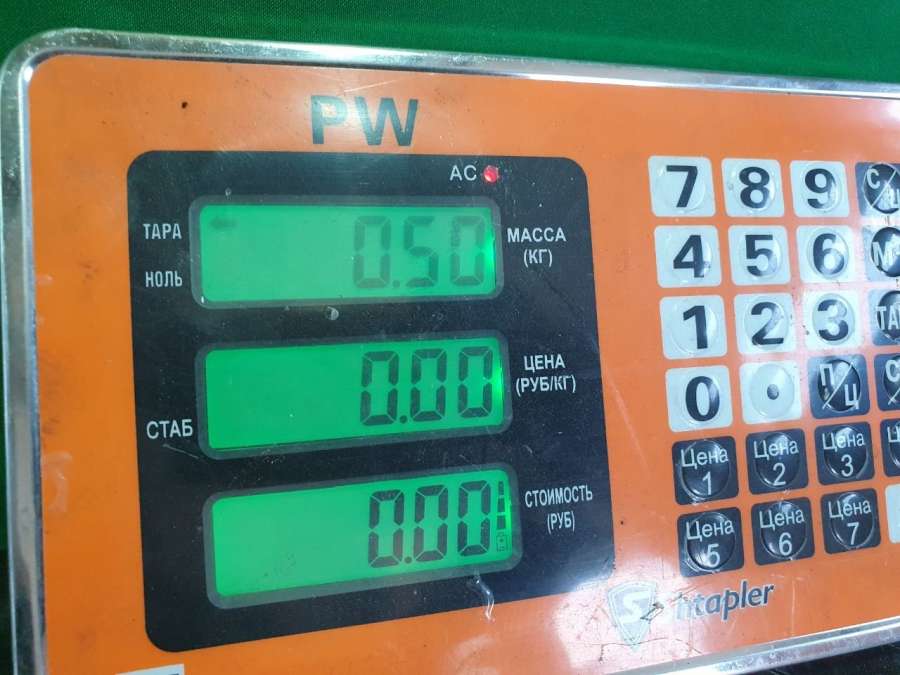 PW
AC
ТАРА
НОЛЬ
0.50
МАССА
(КГ)
0.00
ЦЕНА
(РУБ/КГ)
СТАБ
0.00
СТОИМОСТЬ
(РУБ)
7 8 9
4 5 6
1 2 3
0 . П/Ц
Цена 1 Цена 2 Цена 3
Цена 5 Цена 6 Цена 7
Shtapler